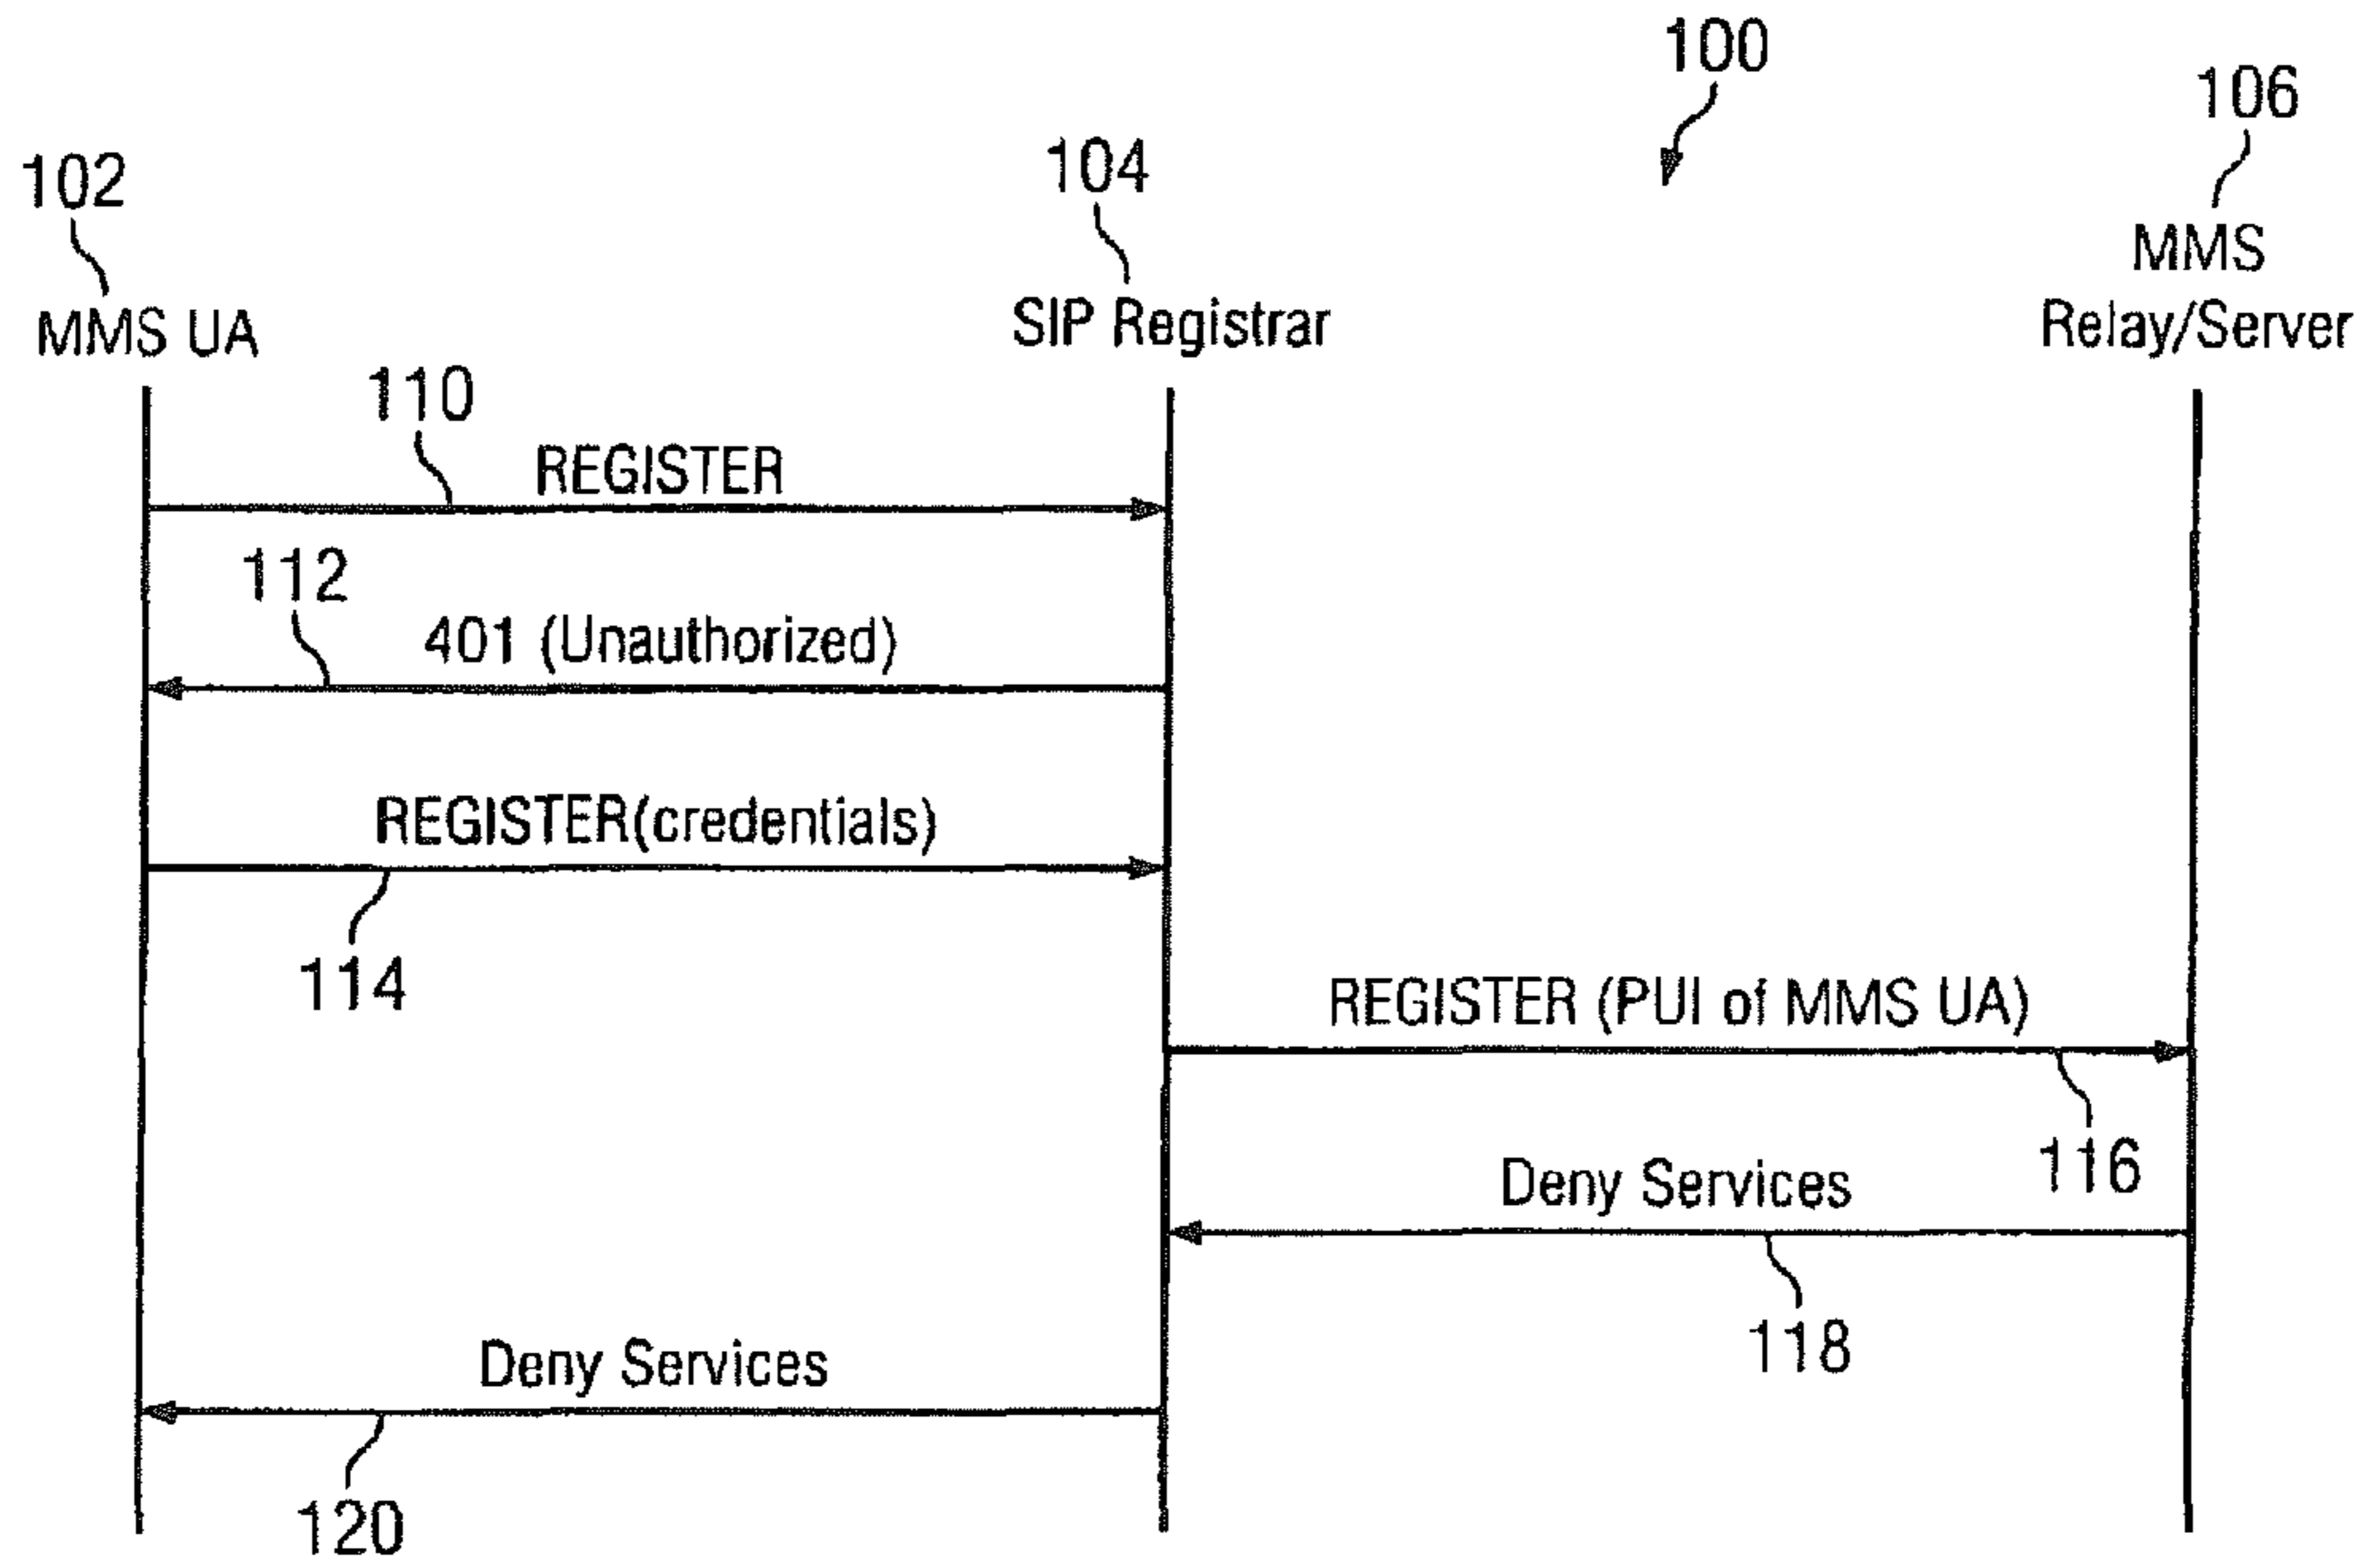 100
106
104
102
MMS
SIP Registrar
Relay/Server
MMS UA
110
REGISTER
112
401 (Unauthorized)
REGISTER(credentials)
114
REGISTER (PUI of MMS UA)
116
Deny Services
118
Deny Services
120